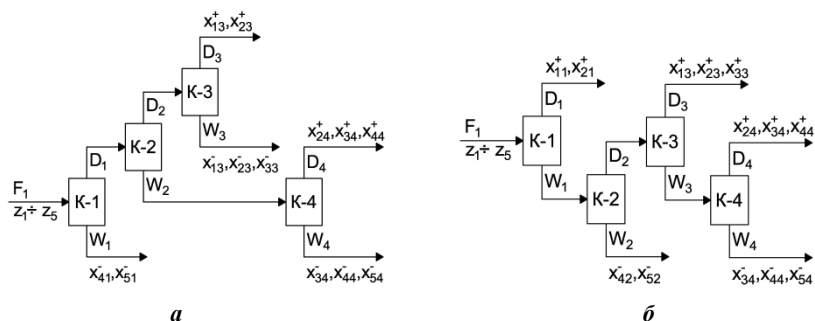 x⁺₁₃,x⁺₂₃
D₃
К-3
D₂
W₃
К-2
x⁻₁₃,x⁻₂₃,x⁻₃₃
x⁺₂₄,x⁺₃₄,x⁺₄₄
D₁
W₂
D₄
F₁
z₁÷ z₅
К-1
К-4
W₁
W₄
x⁻₄₁,x⁻₅₁
x⁻₃₄,x⁻₄₄,x⁻₅₄
а
x⁺₁₁,x⁺₂₁
x⁺₁₃,x⁺₂₃,x⁺₃₃
D₁
D₃
F₁
z₁÷ z₅
К-1
К-3
x⁺₂₄,x⁺₃₄,x⁺₄₄
D₂
D₄
W₁
W₃
К-2
К-4
W₂
W₄
x⁻₄₂,x⁻₅₂
x⁻₃₄,x⁻₄₄,x⁻₅₄
б